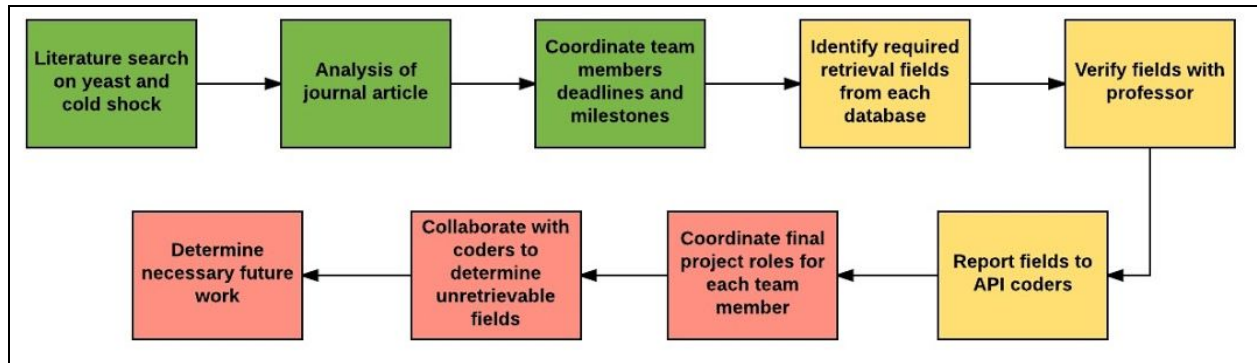 Literature search
on yeast and
cold shock
Analysis of
journal article
Coordinate team
members
deadlines and
milestones
Identify required
retrieval fields
from each
database
Verify fields with
professor
Report fields to
API coders
Coordinate final
project roles for
each team
member
Collaborate with
coders to
determine
unretrievable
fields
Determine
necessary future
work